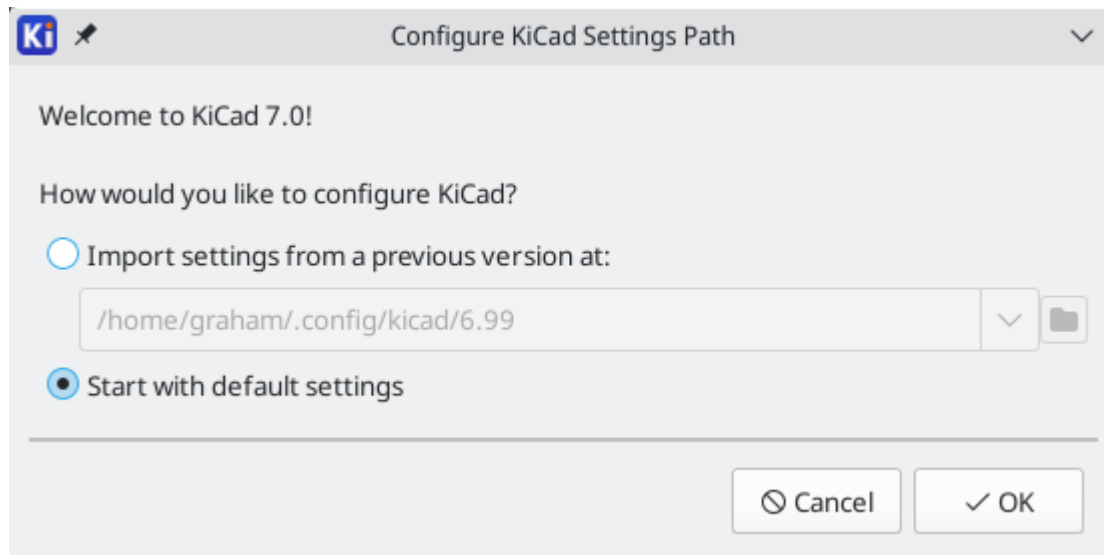 Ki
Configure KiCad Settings Path
Welcome to KiCad 7.0!
How would you like to configure KiCad?
Import settings from a previous version at:
/home/graham/.config/kicad/6.99
Start with default settings
Cancel
OK